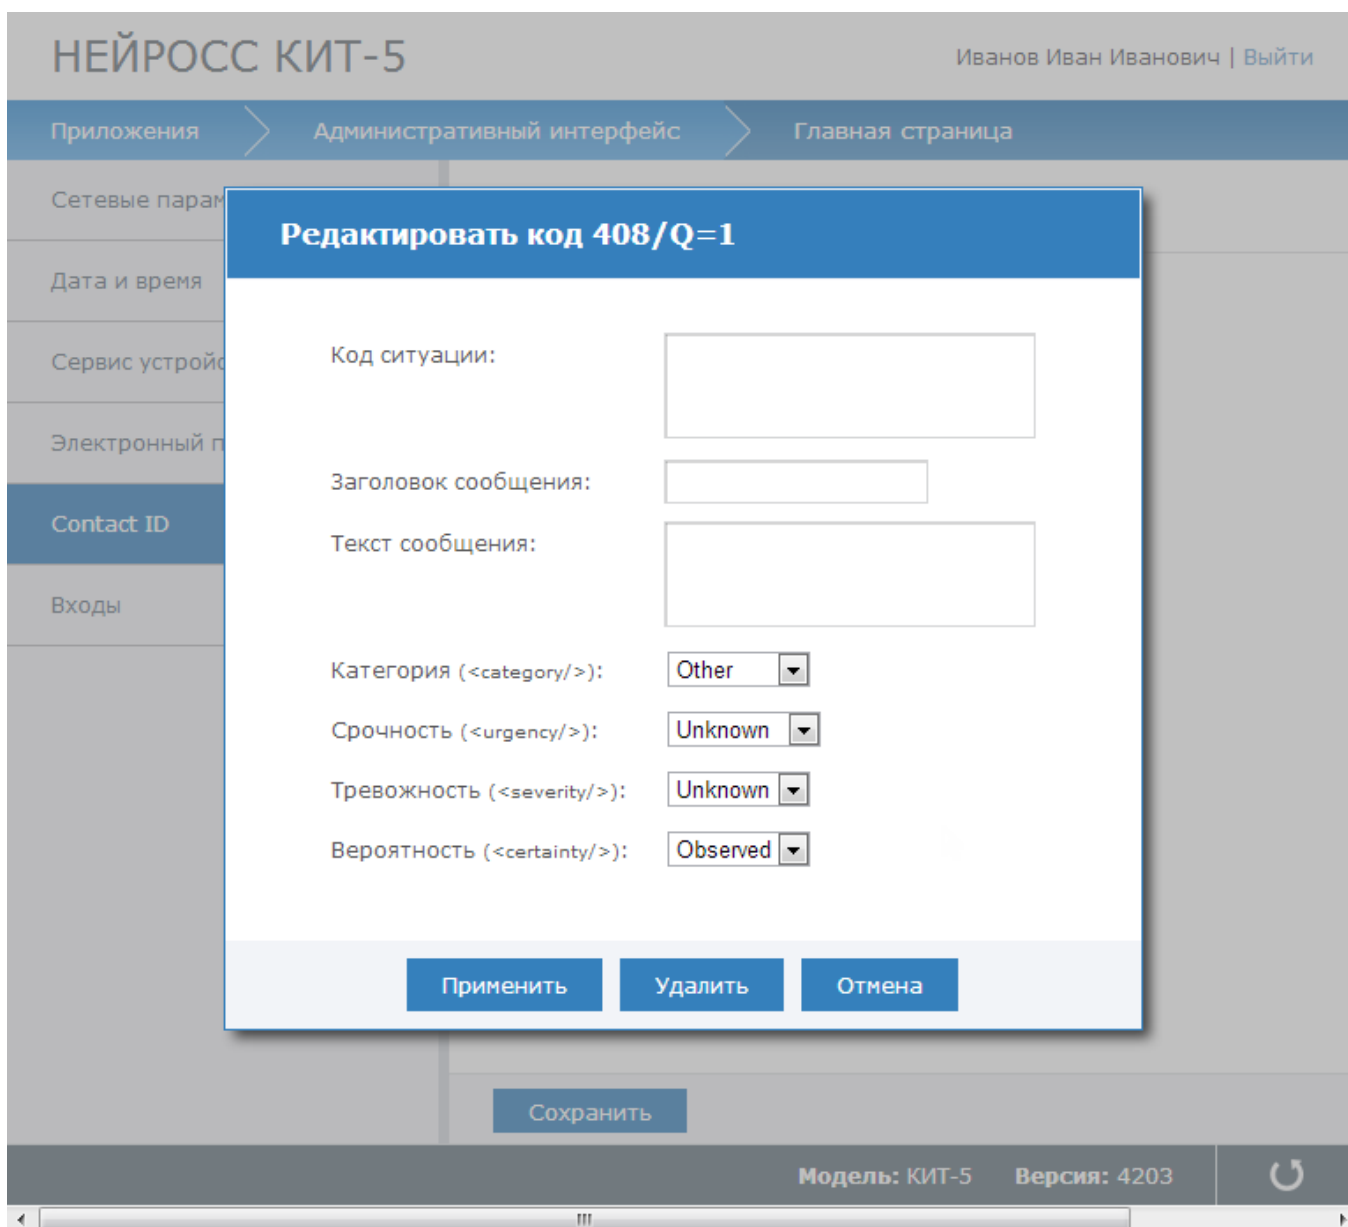 НЕЙРОСС КИТ-5
Иванов Иван Иванович | Выйти
Приложения
Административный интерфейс
Главная страница
Сетевые
Дата и время
Сервис
Электронный
Contact ID
Входы
Редактировать код 408/Q=1
Код ситуации:
Заголовок сообщения:
Текст сообщения:
Категория (<category/>): Other
Срочность (<urgency/>): Unknown
Тревожность (<severity/>): Unknown
Вероятность (<certainty/>): Observed
Применить
Удалить
Отмена
Сохранить
Модель: КИТ-5
Версия: 4203